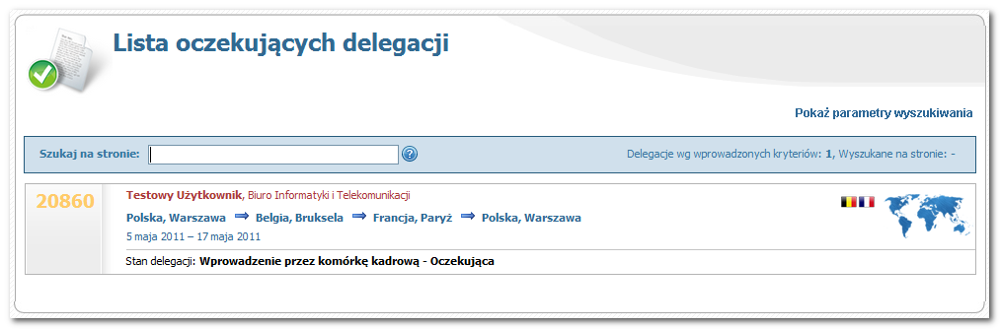 Lista oczekujących delegacji
Pokaż parametry wyszukiwania
Szukaj na stronie: Delegacje wg wprowadzonych kryteriów: 1, Wyszukane na stronie: -
20860 Testowy Użytkownik, Biuro Informatyki i Telekomunikacji
Polska, Warszawa Belgia, Bruksela Francja, Paryż Polska, Warszawa
5 maja 2011 – 17 maja 2011
Stan delegacji: Wprowadzenie przez komórkę kadrową - Oczekująca